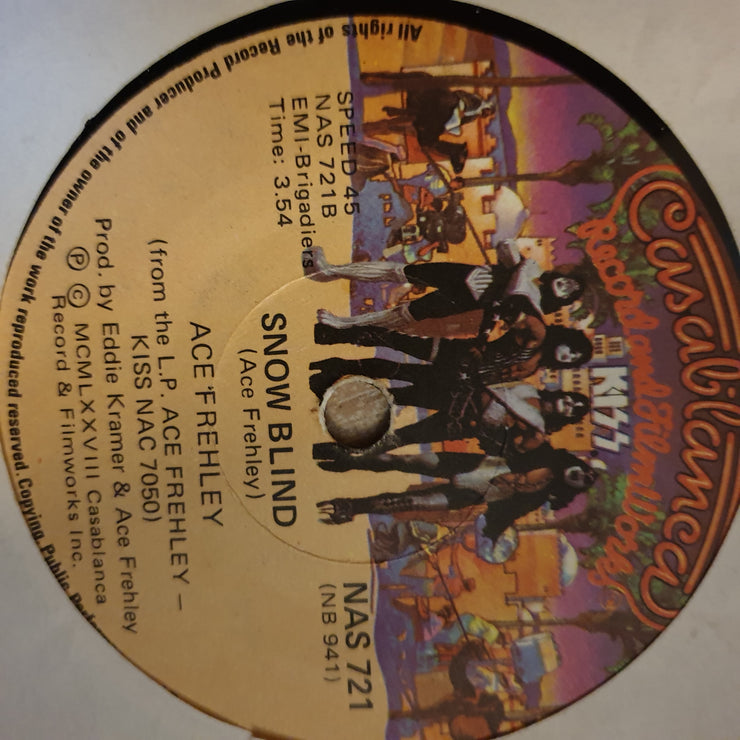 Casablanca
Record and FilmWorks
KISS
SPEED 45
NAS 721B
EMI-Brigadiers
Time: 3.54
NAS 721
(NB 941)
SNOW BLIND
(Ace Frehley)
ACE FREHLEY
(from the L.P. ACE FREHLEY –
KISS NAC 7050)
Prod. by Eddie Kramer & Ace Frehley
Ⓟ © MCMLXXVIII Casablanca
Record & Filmworks Inc.
All rights of the Record Producer and of the owner of the work reproduced reserved. Copying, Public